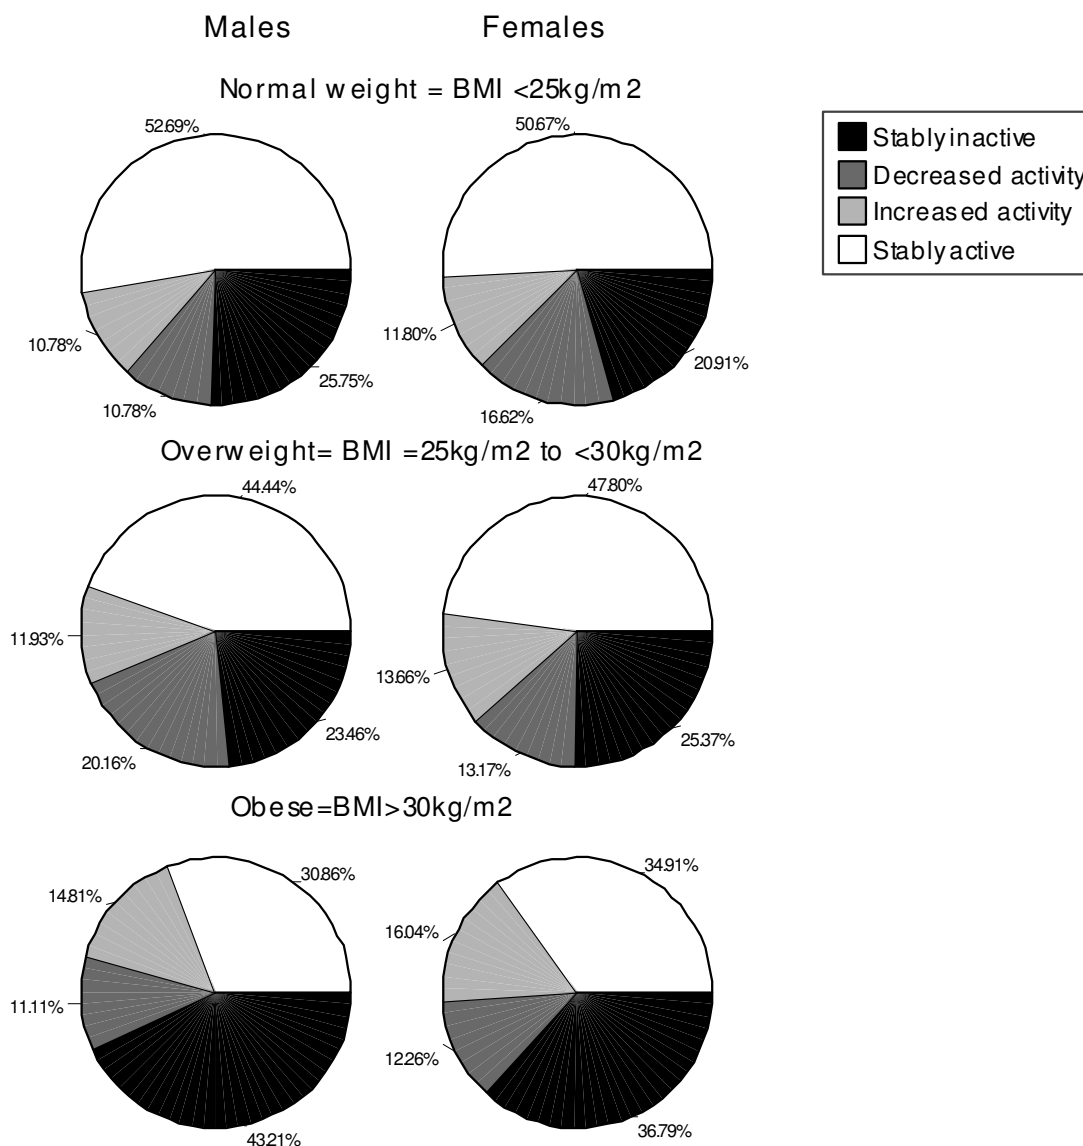 Males Females
Normal weight = BMI <25kg/m2
52.69% 50.67%
Stably inactive
Decreased activity
Increased activity
Stably active
10.78% 11.80%
25.75% 20.91%
10.78% 16.62%
Overweight= BMI =25kg/m2 to <30kg/m2
44.44% 47.80%
11.93% 13.66%
23.46% 25.37%
20.16% 13.17%
Obese=BMI>30kg/m2
30.86% 34.91%
14.81% 16.04%
11.11% 12.26%
43.21% 36.79%